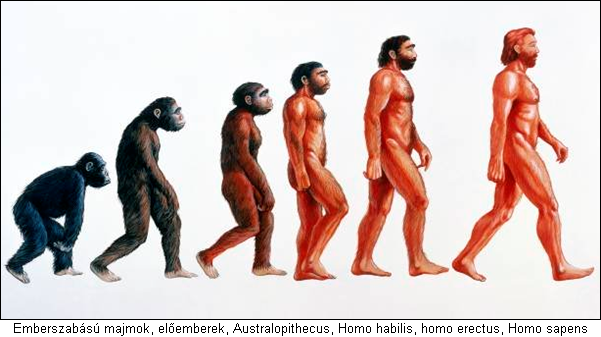 Emberszabású majmok, előemberek, Australopithecus, Homo habilis, homo erectus, Homo sapens